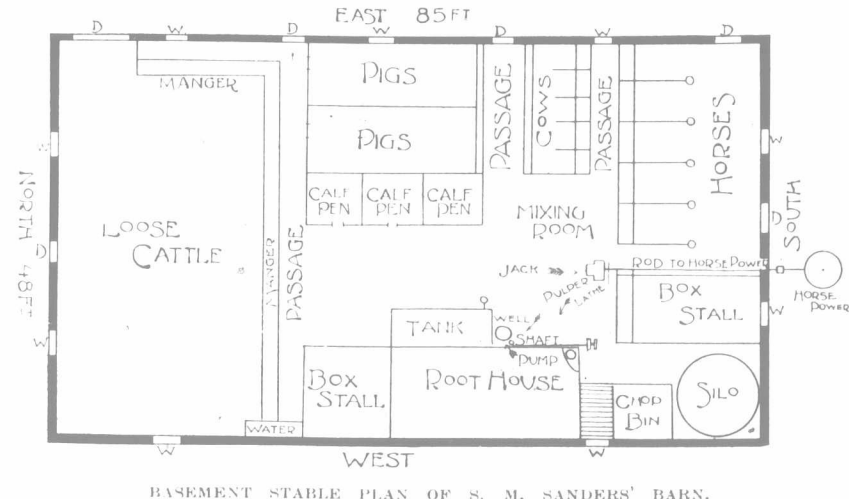 EAST 85FT
D W D W D W D
MANGER
PIGS
PIGS
PASSAGE
COWS
PASSAGE
HORSES
W
CALF PEN
CALF PEN
CALF PEN
NORTH 48FT
D
W
LOOSE
CATTLE
MANGER
PASSAGE
MIXING
ROOM
D
SOUTH
JACK
ROD TO HORSE POWER
PULPER
LATHE
HORSE
POWER
BOX
STALL
W
TANK
WELL
SHAFT
PUMP
BOX
STALL
ROOT HOUSE
CHOP
BIN
SILO
WATER
W
W
WEST
BASEMENT STABLE PLAN OF S. M. SANDERS' BARN.